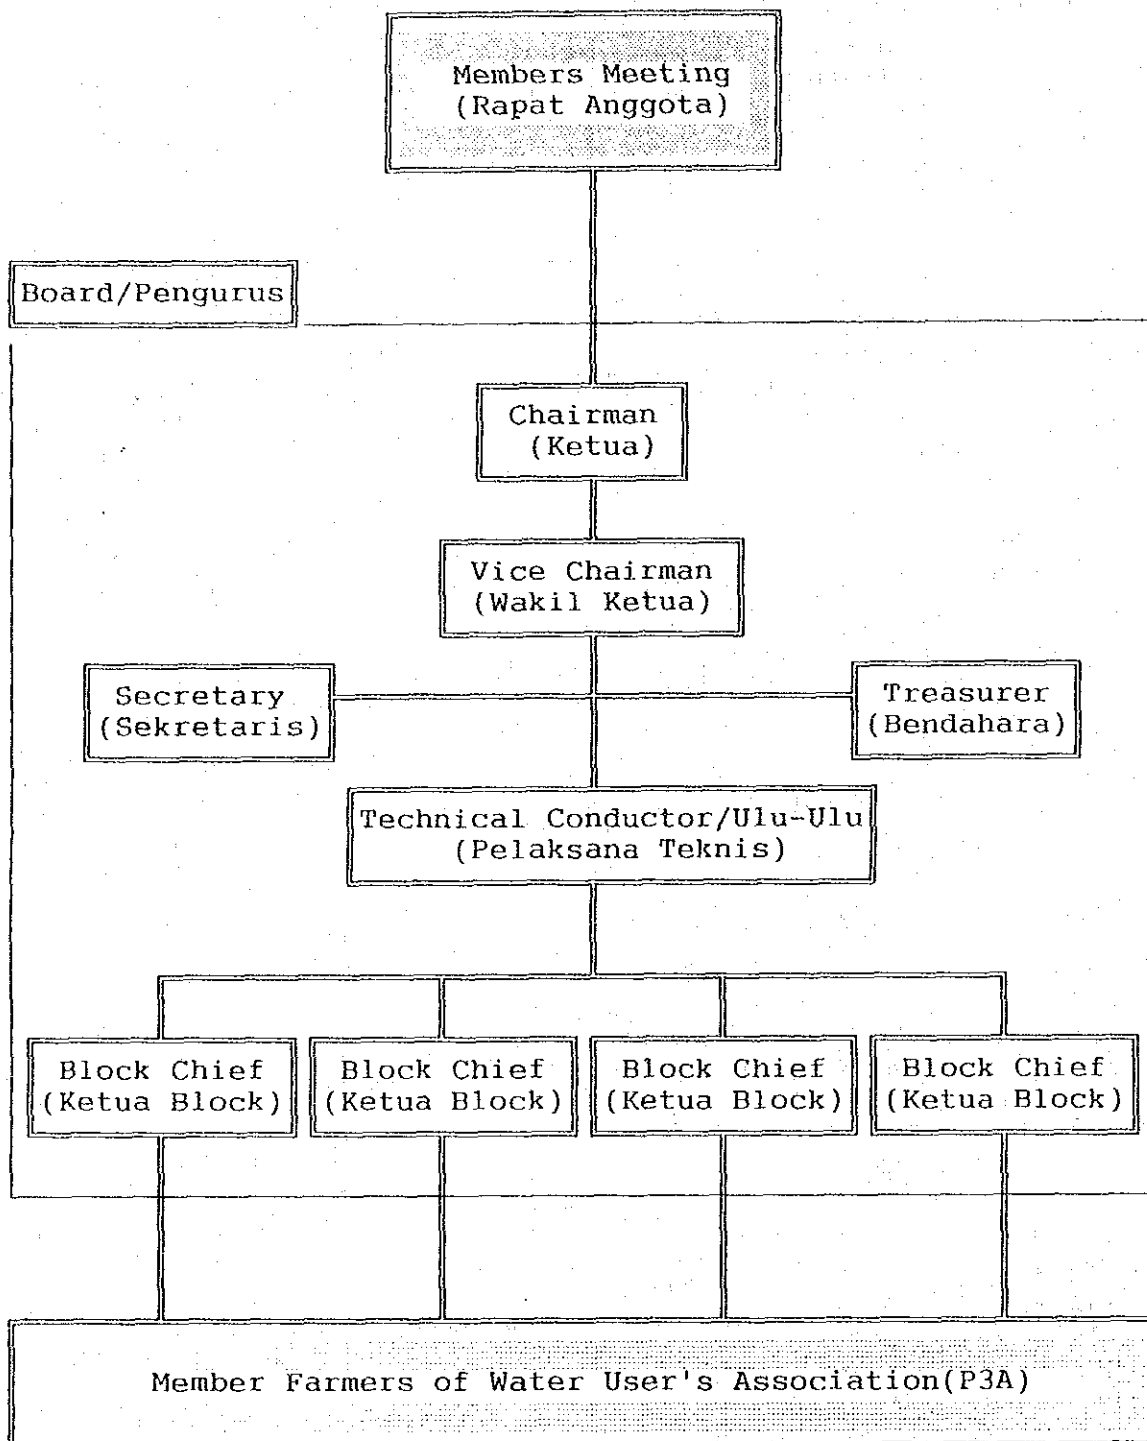 Members Meeting
(Rapat Anggota)
Board/Pengurus
Chairman
(Ketua)
Vice Chairman
(Wakil Ketua)
Secretary
(Sekretaris)
Treasurer
(Bendahara)
Technical Conductor/Ulu-Ulu
(Pelaksana Teknis)
Block Chief
(Ketua Block)
Block Chief
(Ketua Block)
Block Chief
(Ketua Block)
Block Chief
(Ketua Block)
Member Farmers of Water User's Association(P3A)